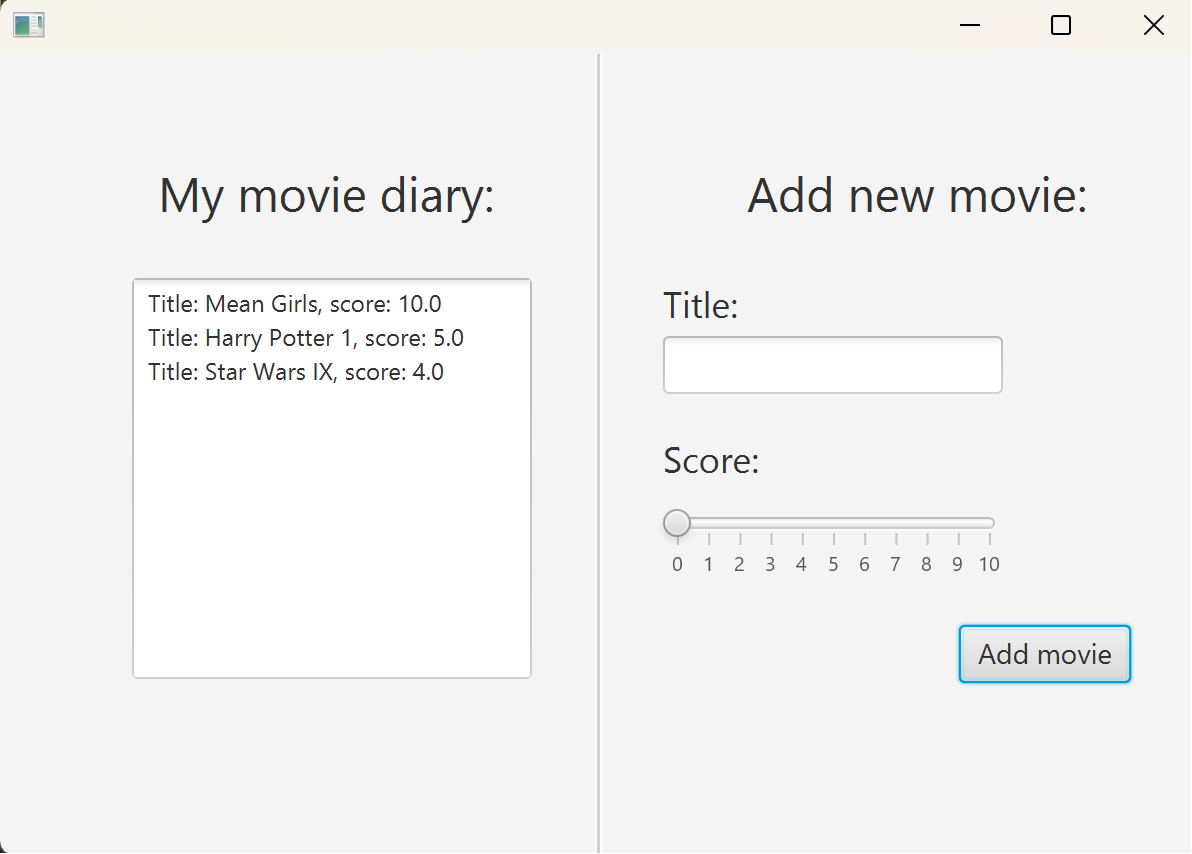 My movie diary:
Title: Mean Girls, score: 10.0
Title: Harry Potter 1, score: 5.0
Title: Star Wars IX, score: 4.0
Add new movie:
Title:
Score:
0 1 2 3 4 5 6 7 8 9 10
Add movie